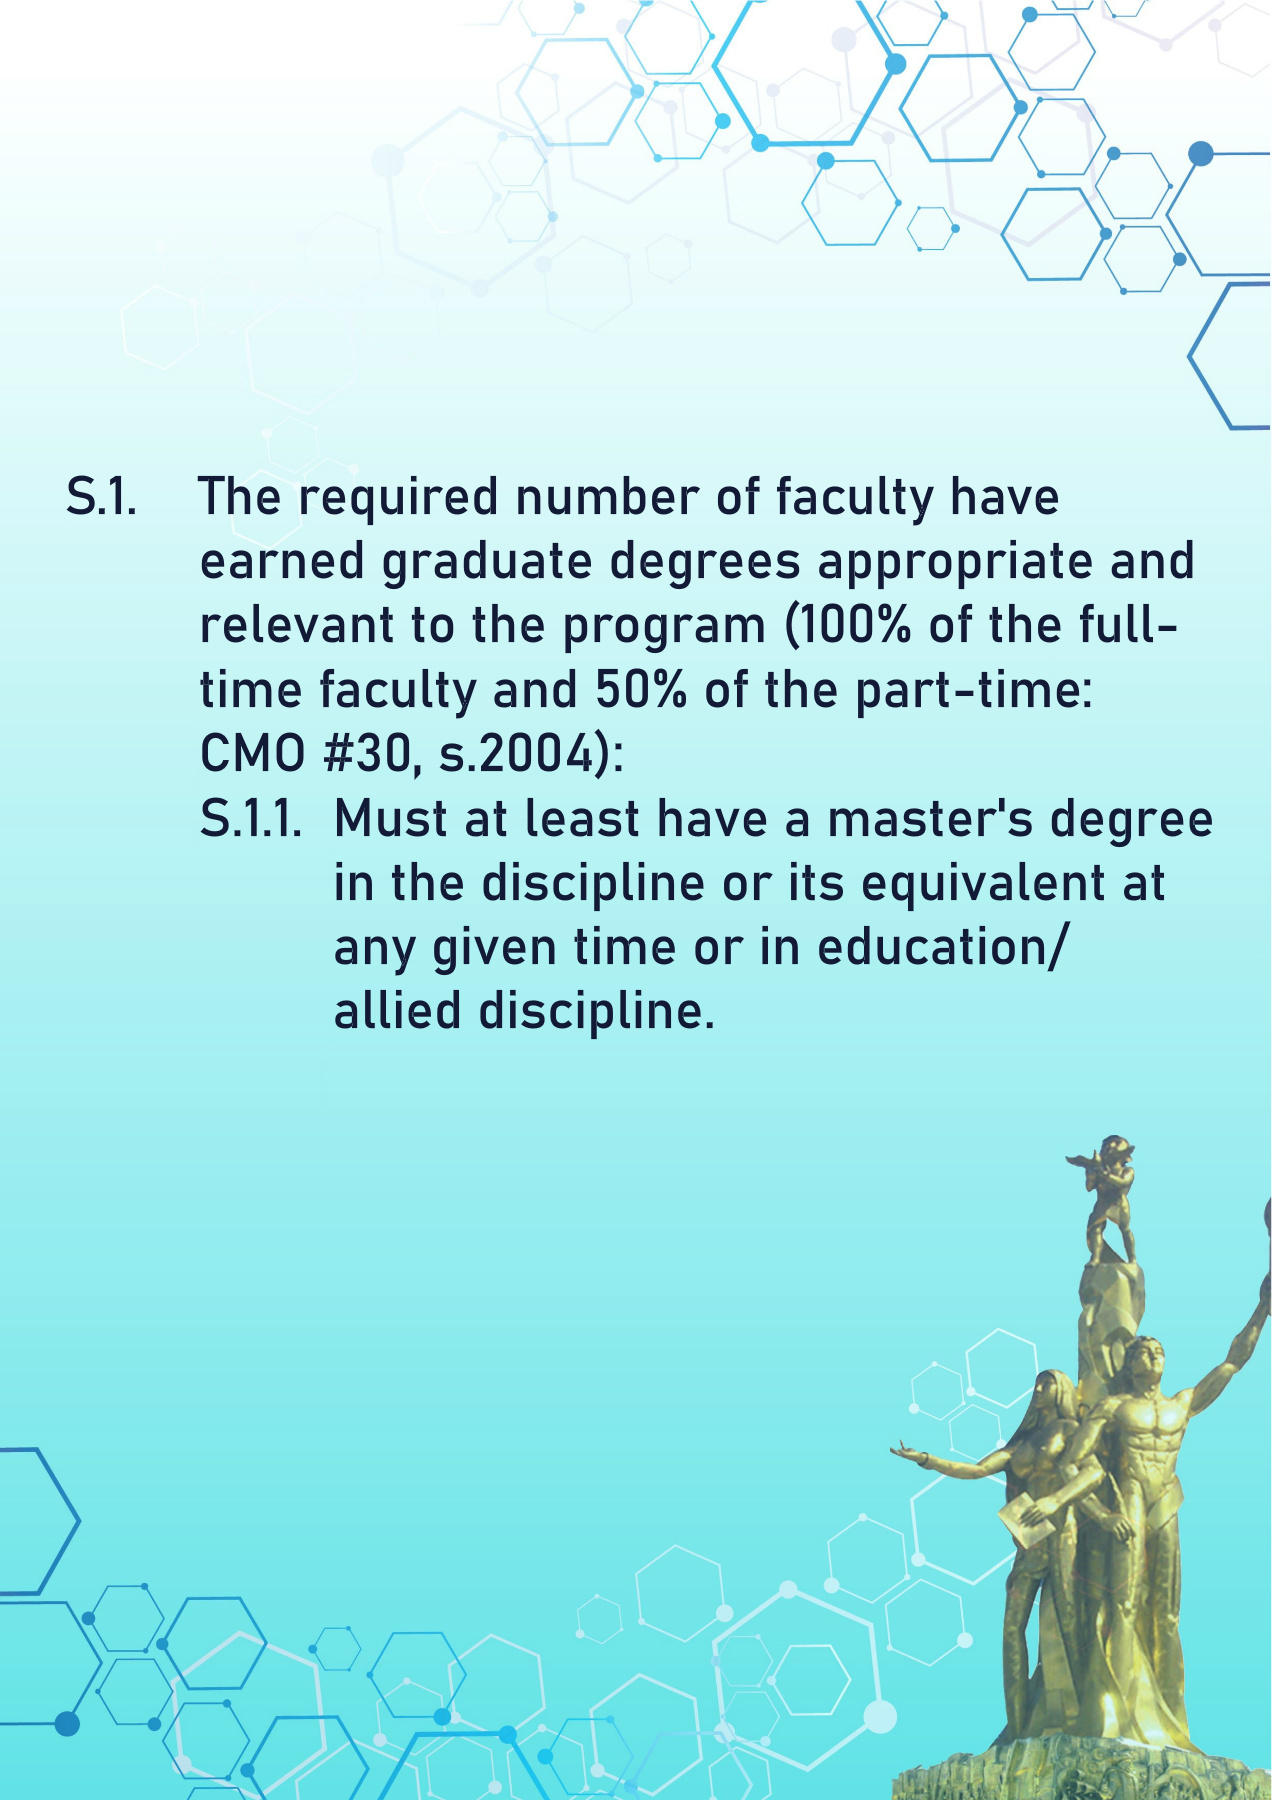 S.1. The required number of faculty have
earned graduate degrees appropriate and
relevant to the program (100% of the full-
time faculty and 50% of the part-time:
CMO #30, s.2004):
S.1.1. Must at least have a master's degree
in the discipline or its equivalent at
any given time or in education/
allied discipline.